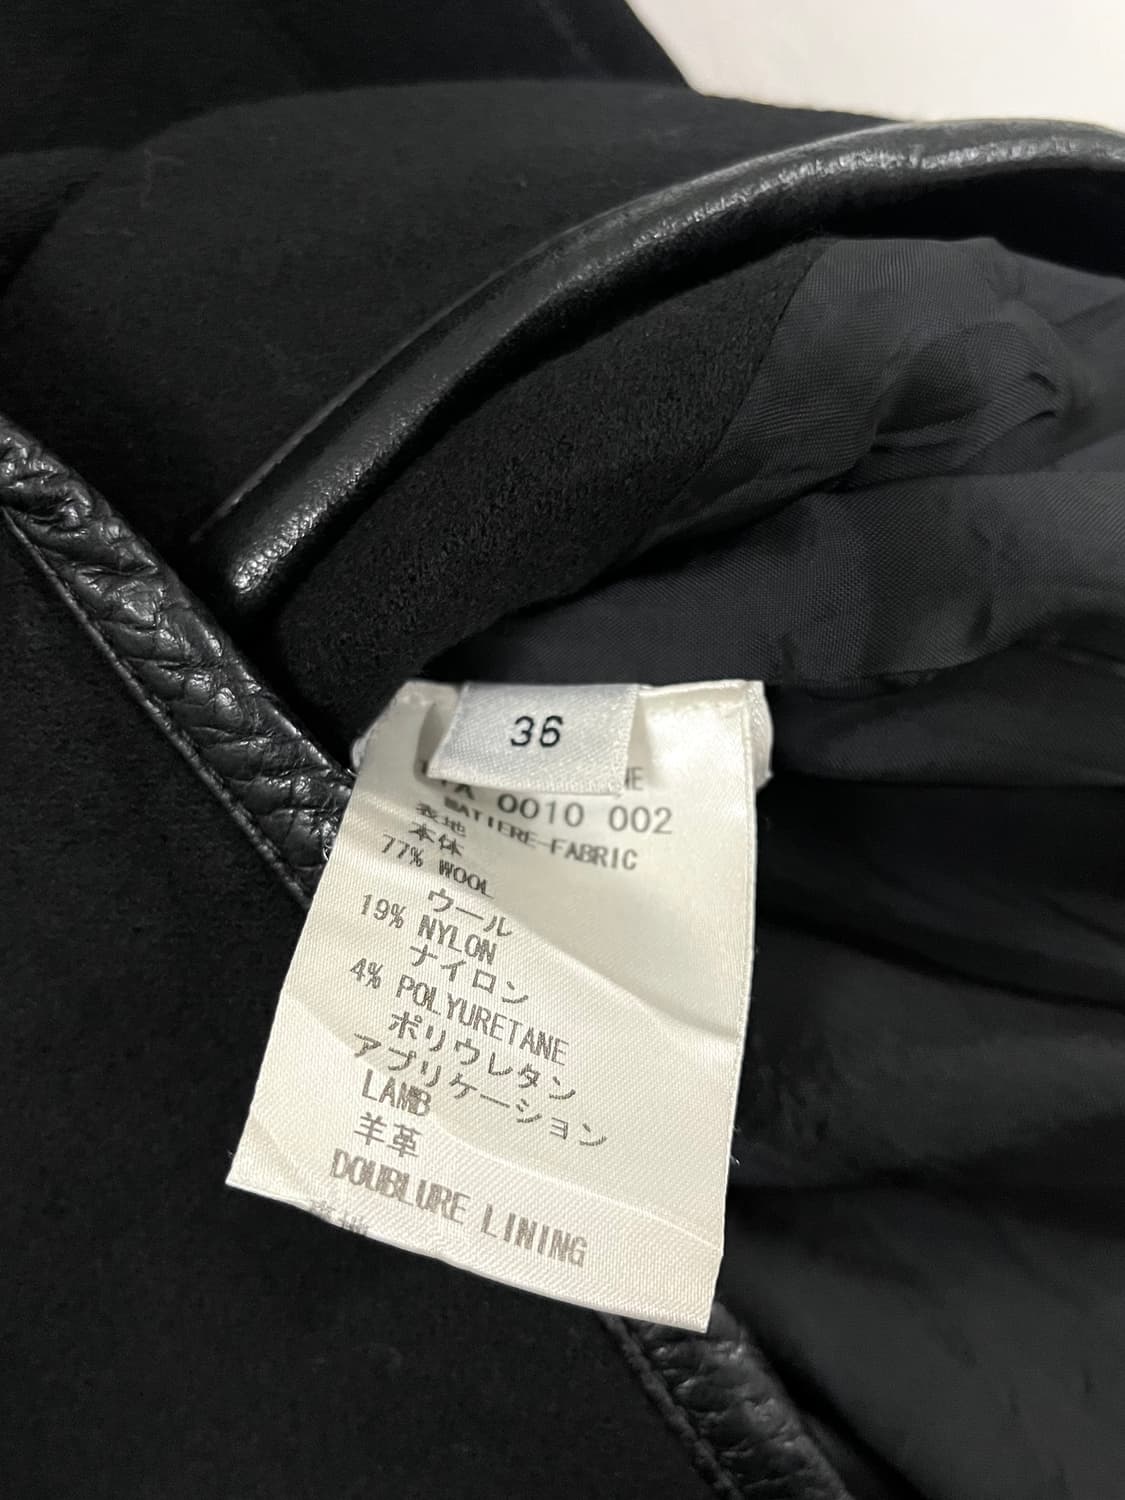 36
0010 002
MATIERE-FABRIC
表地
本体
77% WOOL
ウール
19% NYLON
ナイロン
4% POLYURETANE
ポリウレタン
アプリケーション
LAMB
羊革
DOUBLURE LINING